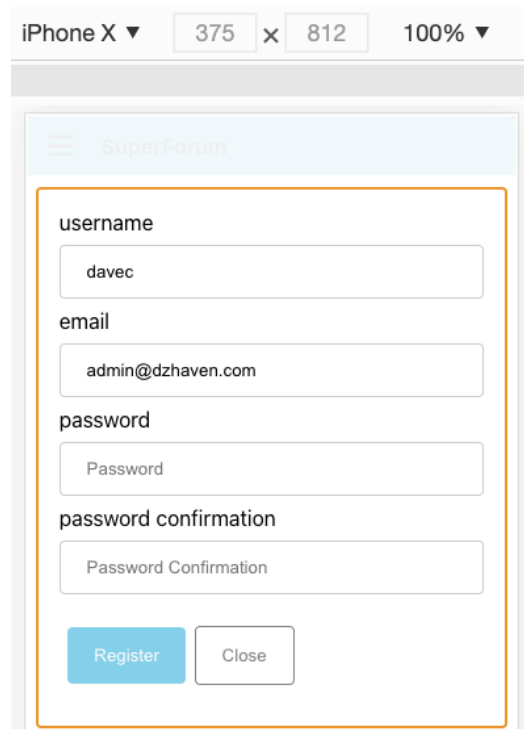 iPhone X ▼ 375 × 812 100% ▼
SuperForum
username
davec
email
admin@dzhaven.com
password
Password
password confirmation
Password Confirmation
Register Close